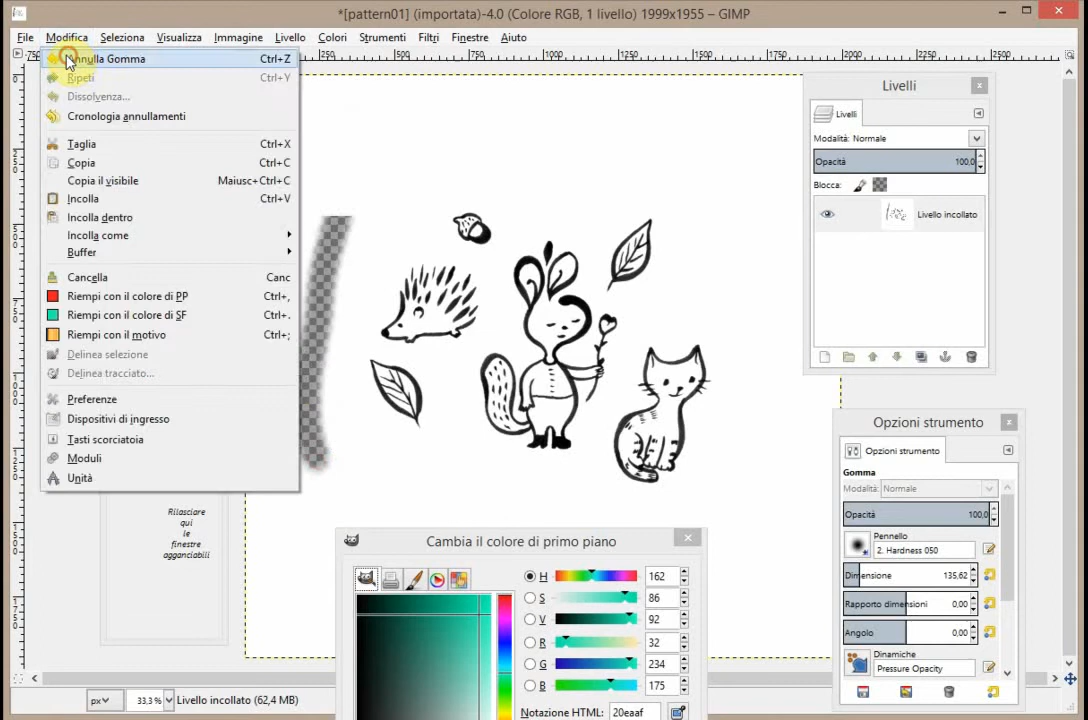 *[pattern01] (importata)-4.0 (Colore RGB, 1 livello) 1999x1955 – GIMP
File Modifica Seleziona Visualizza Immagine Livello Colori Strumenti Filtri Finestre Aiuto
Annulla Gomma Ctrl+Z
Ripeti Ctrl+Y
Dissolvenza...
Cronologia annullamenti
Taglia Ctrl+X
Copia Ctrl+C
Copia il visibile Maiusc+Ctrl+C
Incolla Ctrl+V
Incolla dentro
Incolla come
Buffer
Cancella Canc
Riempi con il colore di PP Ctrl+,
Riempi con il colore di SF Ctrl+.
Riempi con il motivo Ctrl+;
Delinea selezione
Delinea tracciato...
Preferenze
Dispositivi di ingresso
Tasti scorciatoia
Moduli
Unità
Rilasciare
qui
le
finestre
agganciabili
Livelli
Livelli
Modalità: Normale
Opacità 100,0
Blocca:
Livello incollato
Opzioni strumento
Opzioni strumento
Gomma
Modalità: Normale
Opacità 100,0
Pennello
2. Hardness 050
Dimensione 135,62
Rapporto dimensioni 0,00
Angolo 0,00
Dinamiche
Pressure Opacity
Cambia il colore di primo piano
H 162
S 86
V 92
R 32
G 234
B 175
Notazione HTML: 20eaaf
px 33,3 % Livello incollato (62,4 MB)